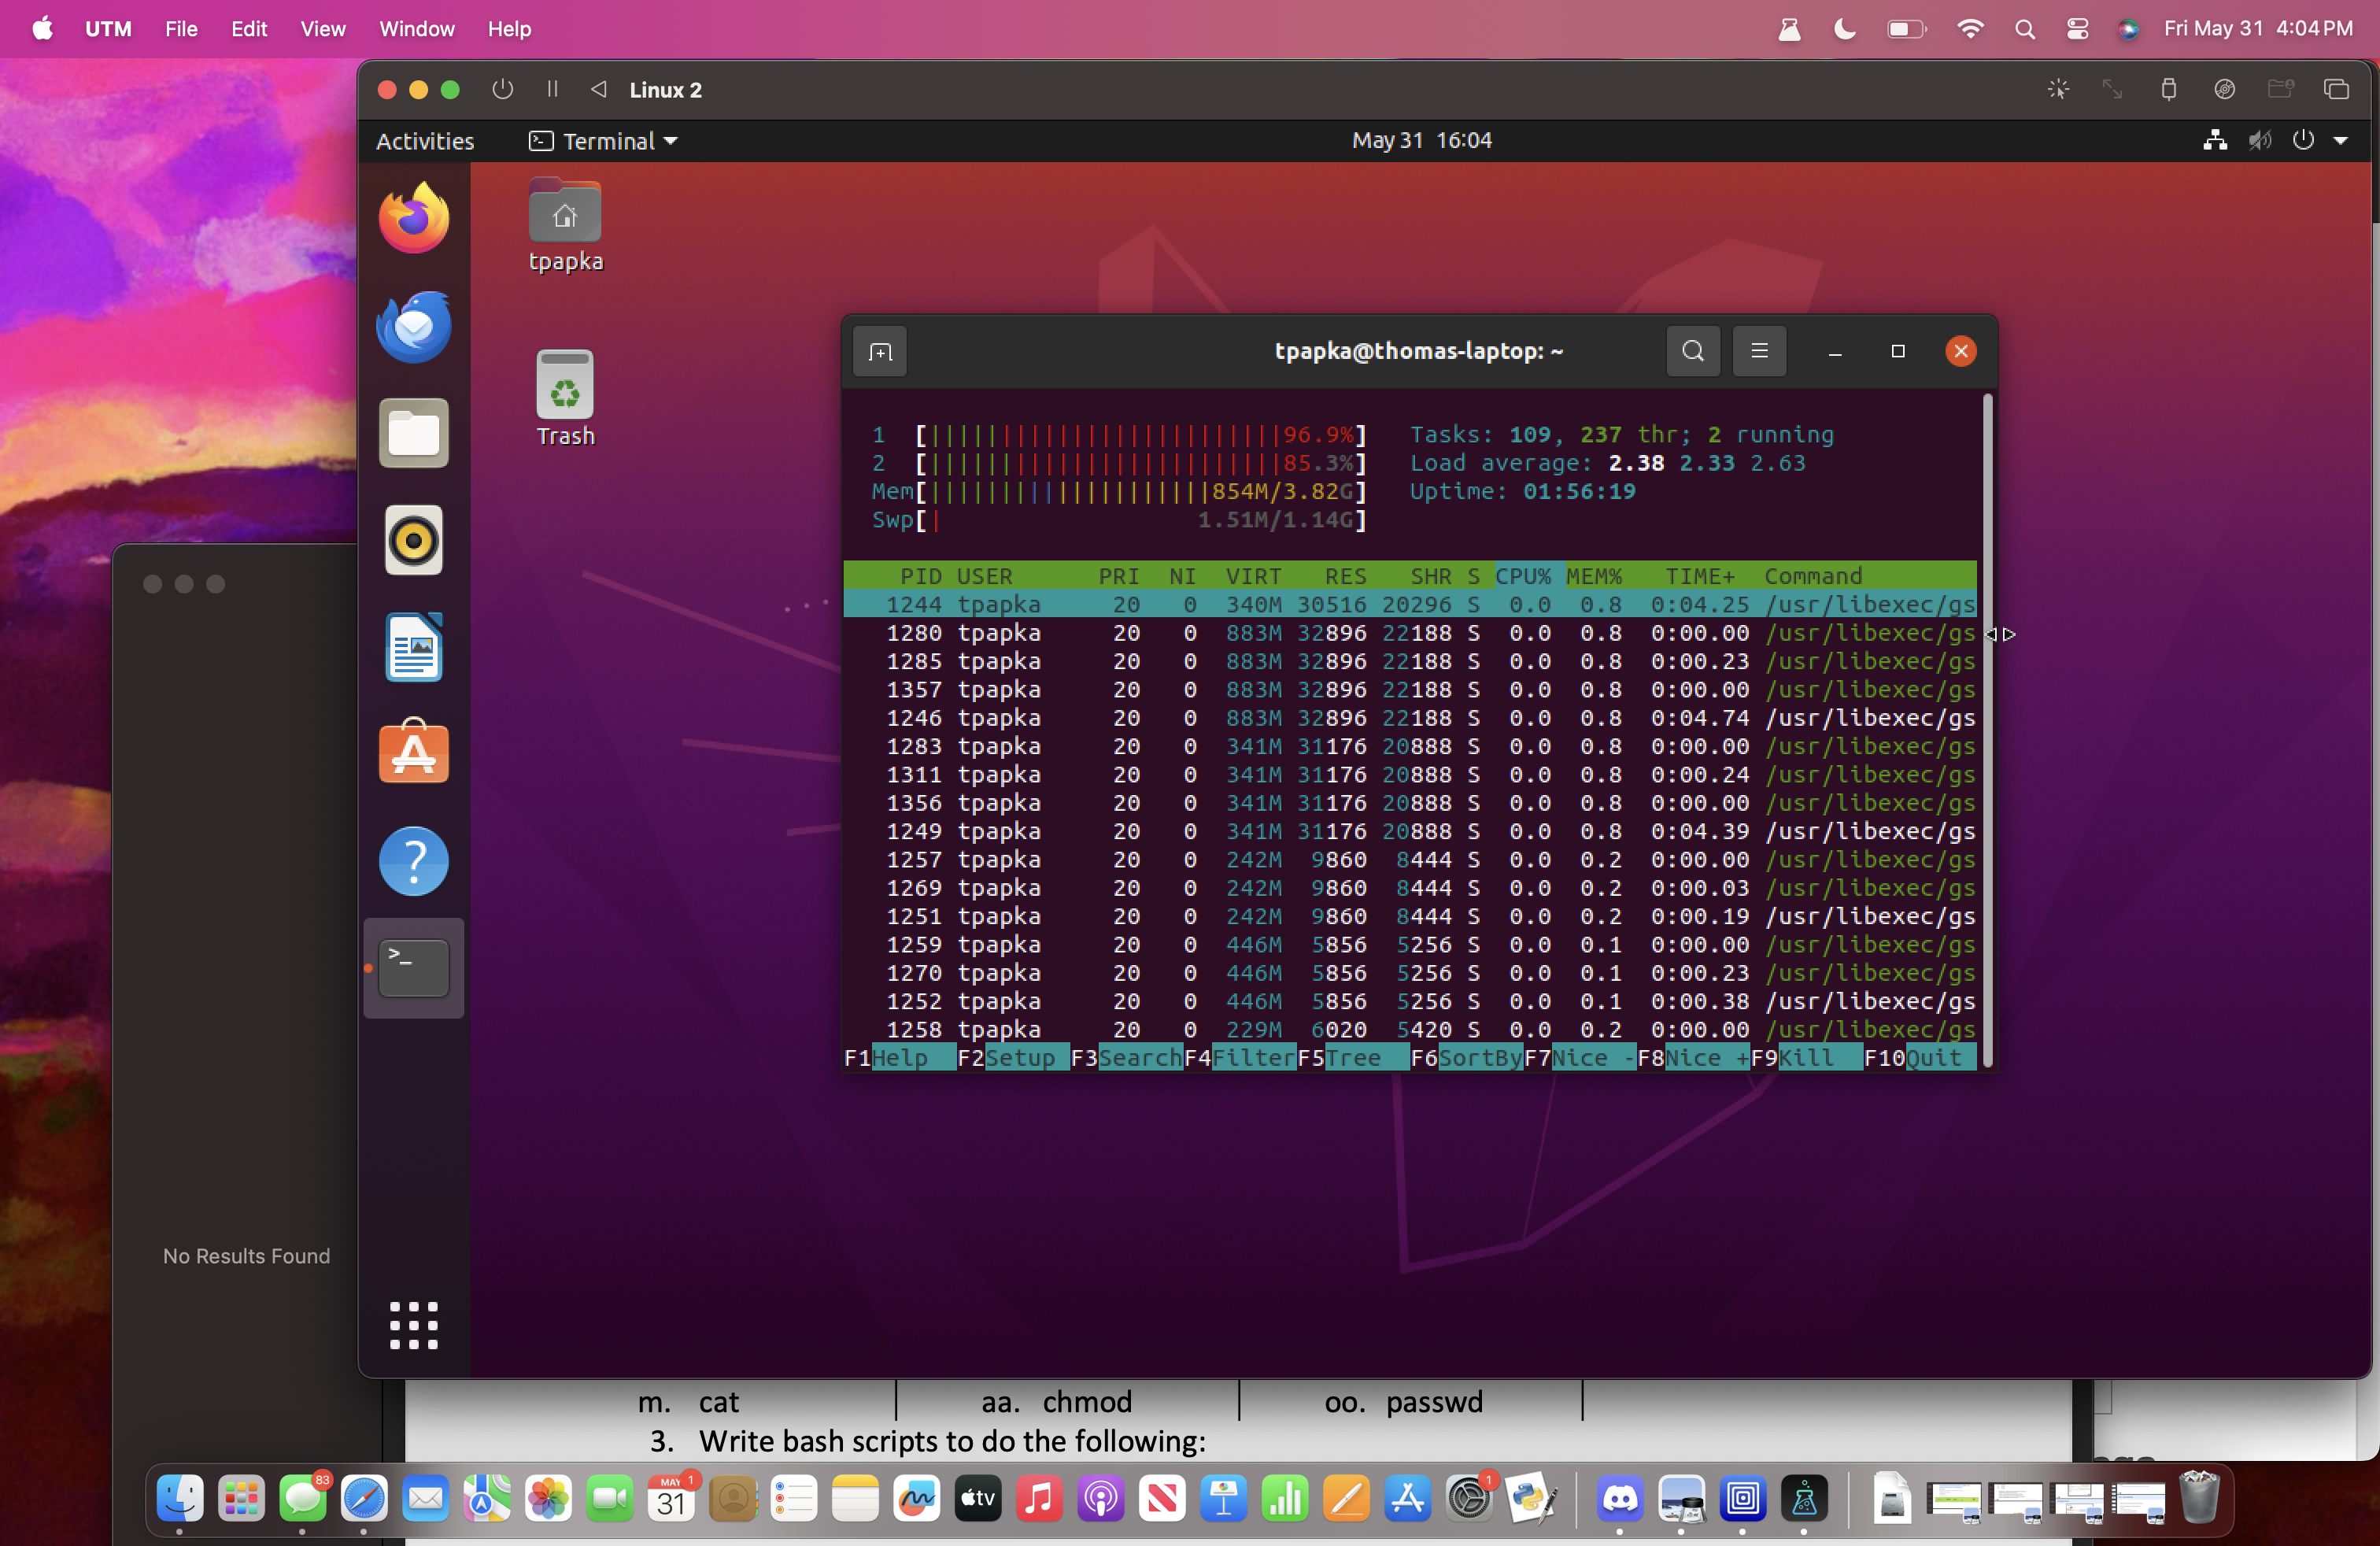 UTM File Edit View Window Help Fri May 31 4:04 PM
Linux 2
Activities Terminal May 31 16:04
tpapka
Trash
tpapka@thomas-laptop: ~
1 [||||||||||||||||||||||||||96.9%] Tasks: 109, 237 thr; 2 running
2 [||||||||||||||||||||||||||85.3%] Load average: 2.38 2.33 2.63
Mem[||||||||||||||||||||854M/3.82G] Uptime: 01:56:19
Swp[| 1.51M/1.14G]
PID USER PRI NI VIRT RES SHR S CPU% MEM% TIME+ Command
1244 tpapka 20 0 340M 30516 20296 S 0.0 0.8 0:04.25 /usr/libexec/gs
1280 tpapka 20 0 883M 32896 22188 S 0.0 0.8 0:00.00 /usr/libexec/gs
1285 tpapka 20 0 883M 32896 22188 S 0.0 0.8 0:00.23 /usr/libexec/gs
1357 tpapka 20 0 883M 32896 22188 S 0.0 0.8 0:00.00 /usr/libexec/gs
1246 tpapka 20 0 883M 32896 22188 S 0.0 0.8 0:04.74 /usr/libexec/gs
1283 tpapka 20 0 341M 31176 20888 S 0.0 0.8 0:00.00 /usr/libexec/gs
1311 tpapka 20 0 341M 31176 20888 S 0.0 0.8 0:00.24 /usr/libexec/gs
1356 tpapka 20 0 341M 31176 20888 S 0.0 0.8 0:00.00 /usr/libexec/gs
1249 tpapka 20 0 341M 31176 20888 S 0.0 0.8 0:04.39 /usr/libexec/gs
1257 tpapka 20 0 242M 9860 8444 S 0.0 0.2 0:00.00 /usr/libexec/gs
1269 tpapka 20 0 242M 9860 8444 S 0.0 0.2 0:00.03 /usr/libexec/gs
1251 tpapka 20 0 242M 9860 8444 S 0.0 0.2 0:00.19 /usr/libexec/gs
1259 tpapka 20 0 446M 5856 5256 S 0.0 0.1 0:00.00 /usr/libexec/gs
1270 tpapka 20 0 446M 5856 5256 S 0.0 0.1 0:00.23 /usr/libexec/gs
1252 tpapka 20 0 446M 5856 5256 S 0.0 0.1 0:00.38 /usr/libexec/gs
1258 tpapka 20 0 229M 6020 5420 S 0.0 0.2 0:00.00 /usr/libexec/gs
F1Help F2Setup F3SearchF4FilterF5Tree F6SortByF7Nice -F8Nice +F9Kill F10Quit
No Results Found
m. cat aa. chmod oo. passwd
3. Write bash scripts to do the following:
83
MAY 1
31
tv
1